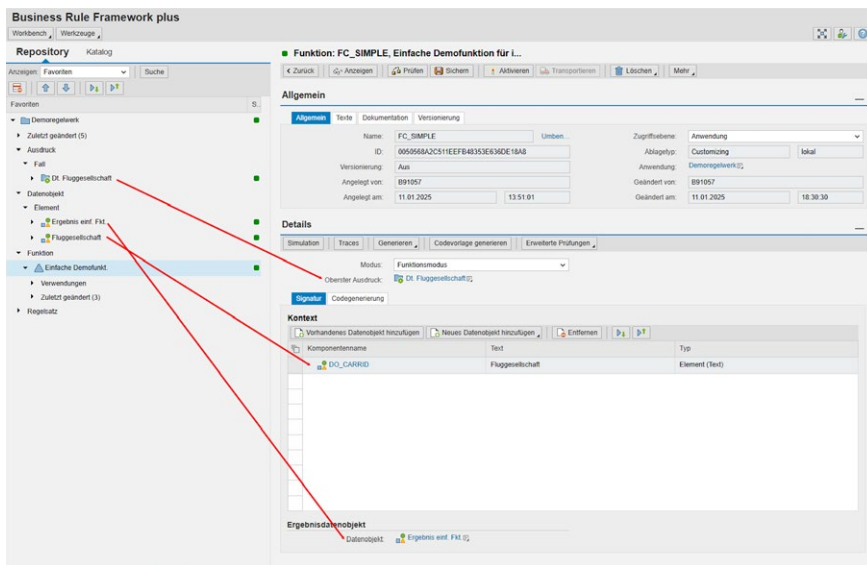 Business Rule Framework plus
Workbench Werkzeuge
Repository Katalog
Anzeigen: Favoriten Suche
Favoriten S..
Demoregelwerk
Zuletzt geändert (5)
Ausdruck
Fall
Dt. Fluggesellschaft
Datenobjekt
Element
Ergebnis einf. Fkt.
Fluggesellschaft
Funktion
Einfache Demofunkt.
Verwendungen
Zuletzt geändert (3)
Regelsatz
Funktion: FC_SIMPLE, Einfache Demofunktion für i...
Zurück Anzeigen Prüfen Sichern Aktivieren Transportieren Löschen Mehr
Allgemein
Allgemein Texte Dokumentation Versionierung
Name: FC_SIMPLE Umben... Zugriffsebene: Anwendung
ID: 0050568A2C511EEFB48353E636DE18A8 Ablagetyp: Customizing lokal
Versionierung: Aus Anwendung: Demoregelwerk
Angelegt von: B91057 Geändert von: B91057
Angelegt am: 11.01.2025 13:51:01 Geändert am: 11.01.2025 18:30:30
Details
Simulation Traces Generieren Codevorlage generieren Erweiterte Prüfungen
Modus: Funktionsmodus
Oberster Ausdruck: Dt. Fluggesellschaft
Signatur Codegenerierung
Kontext
Vorhandenes Datenobjekt hinzufügen Neues Datenobjekt hinzufügen Entfernen
Komponentenname Text Typ
DO_CARRID Fluggesellschaft Element (Text)
Ergebnisdatenobjekt
Datenobjekt: Ergebnis einf. Fkt.